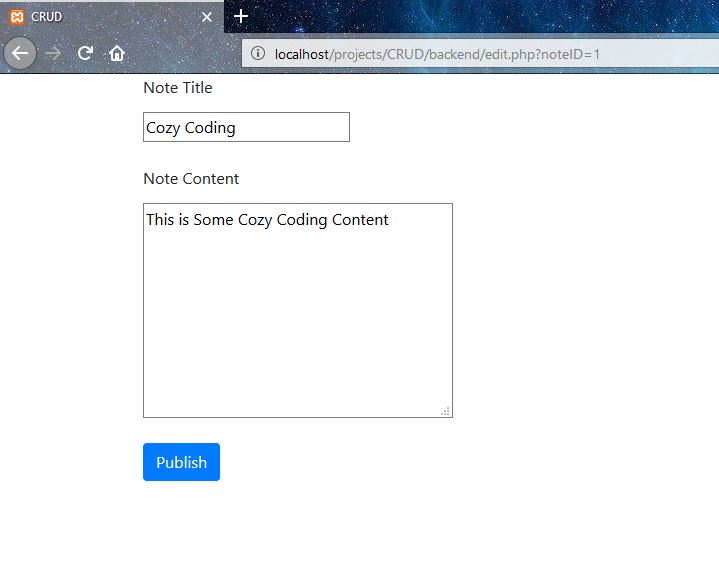 CRUD
localhost/projects/CRUD/backend/edit.php?noteID=1
Note Title
Cozy Coding
Note Content
This is Some Cozy Coding Content
Publish